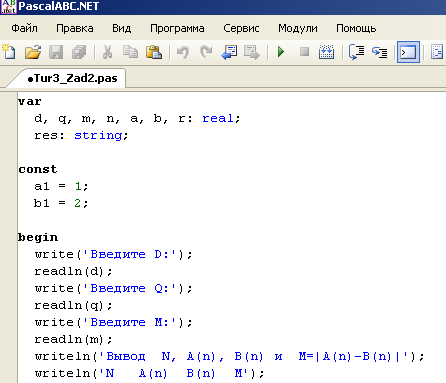 PascalABC.NET
Файл Правка Вид Программа Сервис Модули Помощь
•Tur3_Zad2.pas
var
d, q, m, n, a, b, r: real;
res: string;
const
a1 = 1;
b1 = 2;
begin
write('Введите D:');
readln(d);
write('Введите Q:');
readln(q);
write('Введите M:');
readln(m);
writeln('Вывод  N, A(n), B(n) и  M=|A(n)-B(n)|');
writeln('N   A(n)  B(n)  M');